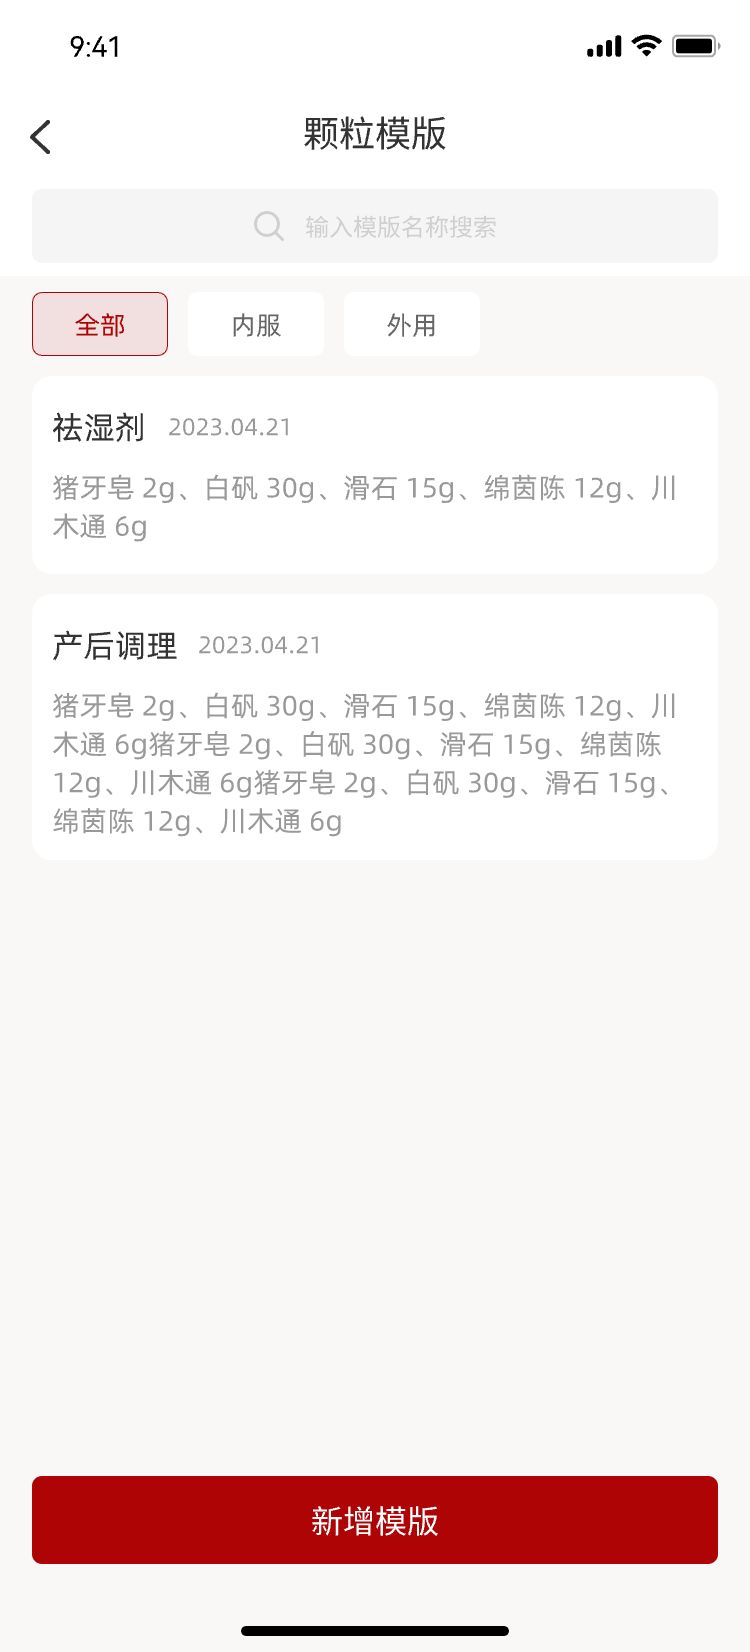 9:41
颗粒模版
输入模版名称搜索
全部 内服 外用
祛湿剂 2023.04.21
猪牙皂 2g、白矾 30g、滑石 15g、绵茵陈 12g、川
木通 6g
产后调理 2023.04.21
猪牙皂 2g、白矾 30g、滑石 15g、绵茵陈 12g、川
木通 6g猪牙皂 2g、白矾 30g、滑石 15g、绵茵陈
12g、川木通 6g猪牙皂 2g、白矾 30g、滑石 15g、
绵茵陈 12g、川木通 6g
新增模版